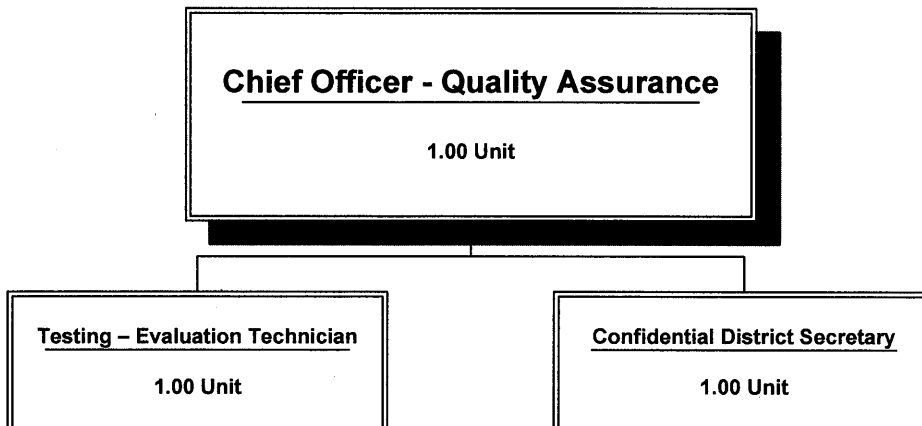 Chief Officer - Quality Assurance
1.00 Unit
Testing – Evaluation Technician
1.00 Unit
Confidential District Secretary
1.00 Unit